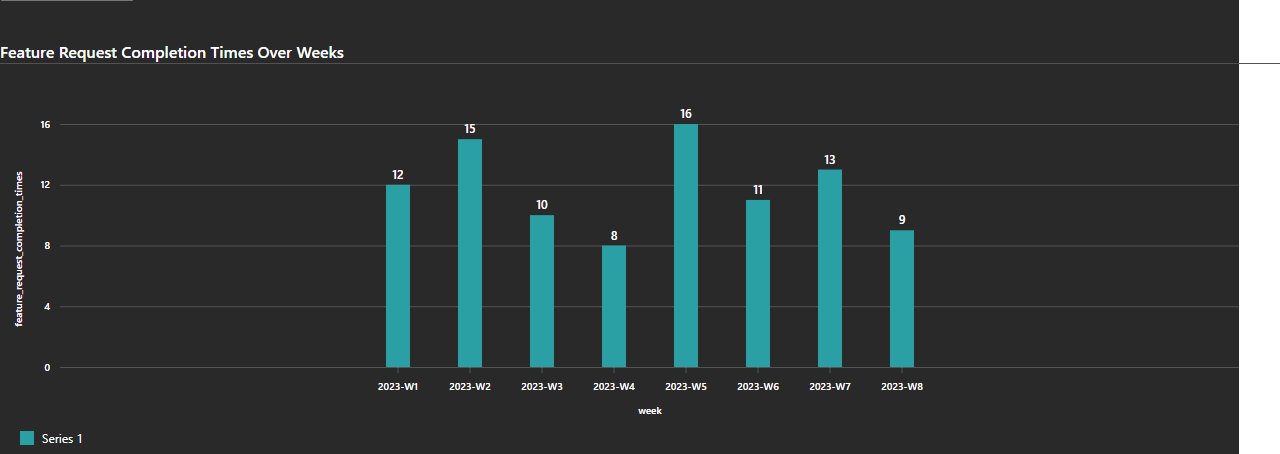 Feature Request Completion Times Over Weeks
16
15
16
12
10
8
11
13
9
12
8
4
0
feature_request_completion_times
2023-W1 2023-W2 2023-W3 2023-W4 2023-W5 2023-W6 2023-W7 2023-W8
week
Series 1